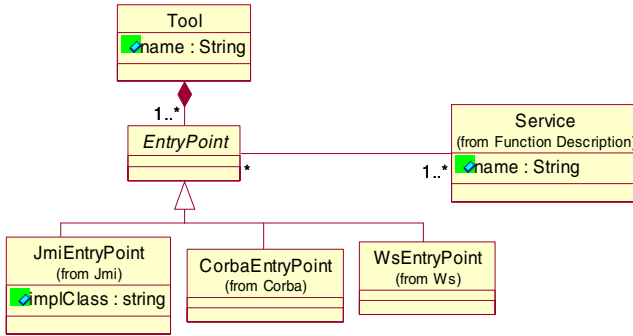 Tool
name : String
1..*
EntryPoint
*
1..*
Service
(from Function Description)
name : String
JmiEntryPoint
(from Jmi)
implClass : string
CorbaEntryPoint
(from Corba)
WsEntryPoint
(from Ws)